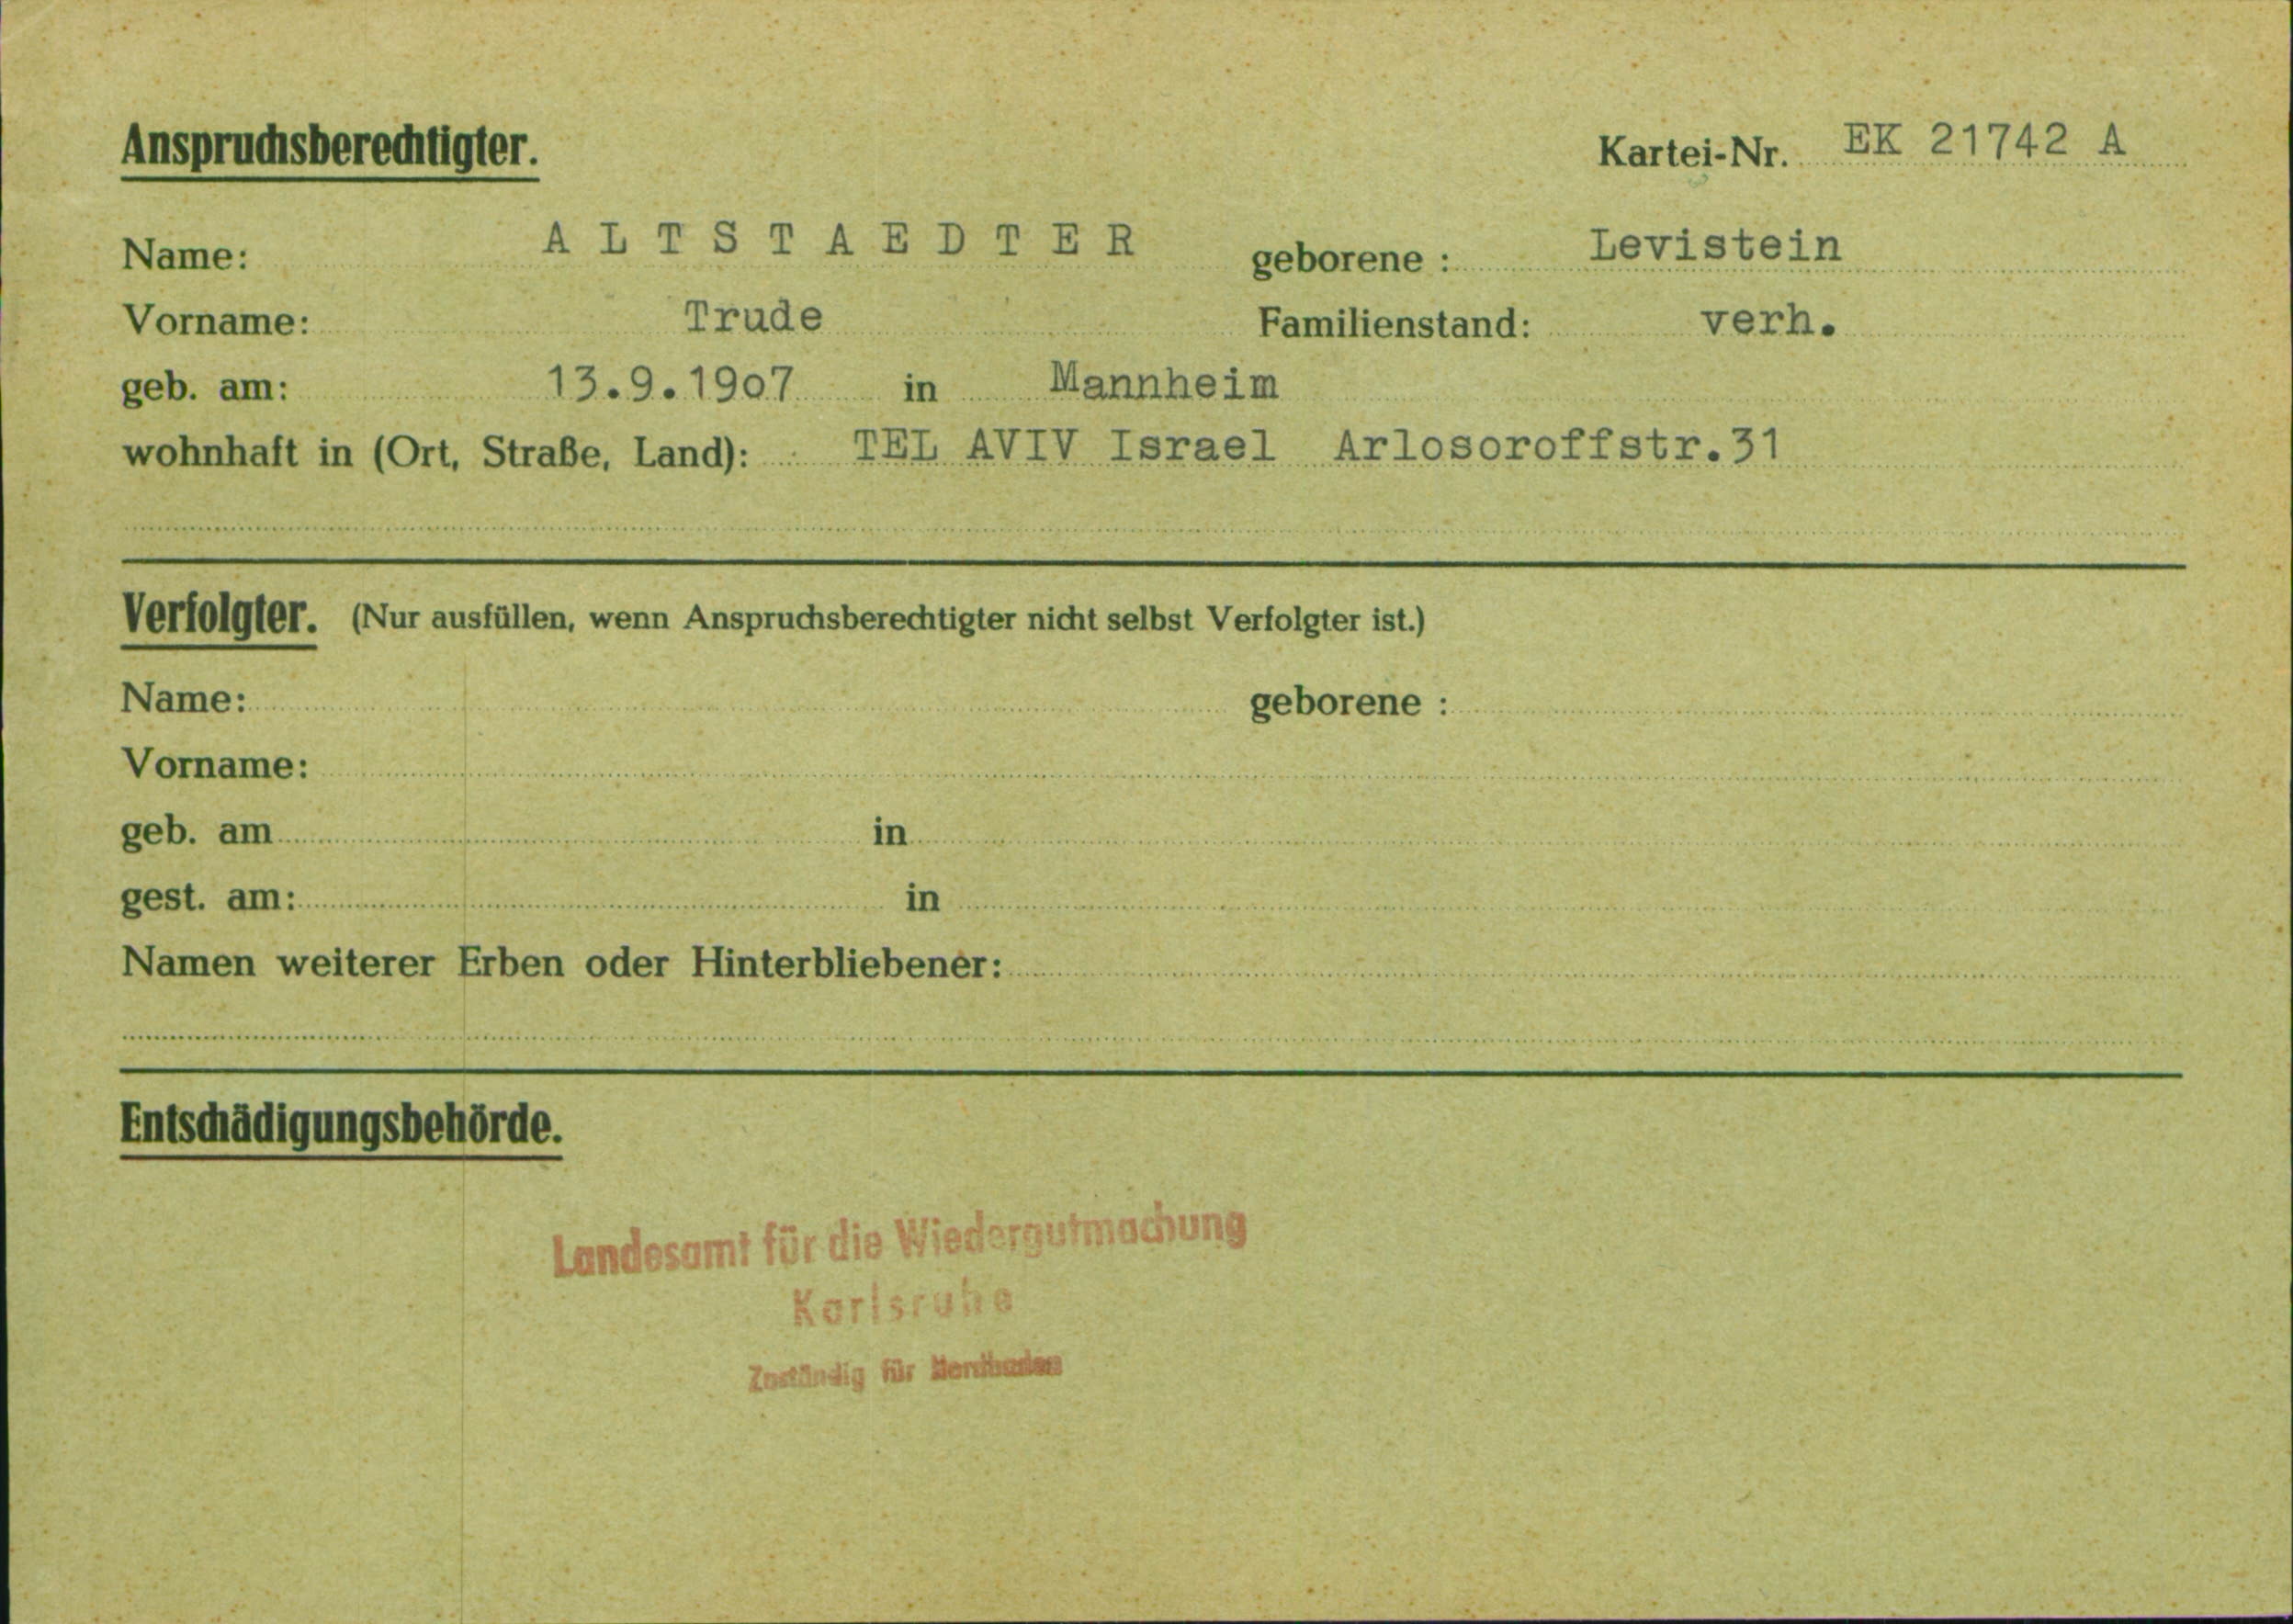 Anspruchsberechtigter.
Kartei-Nr. EK 21742 A
Name: ALTSTAEDTER geborene : Levistein
Vorname: Trude Familienstand: verh.
geb. am: 13.9.1907 in Mannheim
wohnhaft in (Ort, Straße, Land): TEL AVIV Israel Arlosoroffstr.31
Verfolgter. (Nur ausfüllen, wenn Anspruchsberechtigter nicht selbst Verfolgter ist.)
Name: geborene :
Vorname:
geb. am in
gest. am: in
Namen weiterer Erben oder Hinterbliebener:
Entschädigungsbehörde.
Landesamt für die Wiedergutmachung
Karlsruhe
Zuständig für Nordbaden